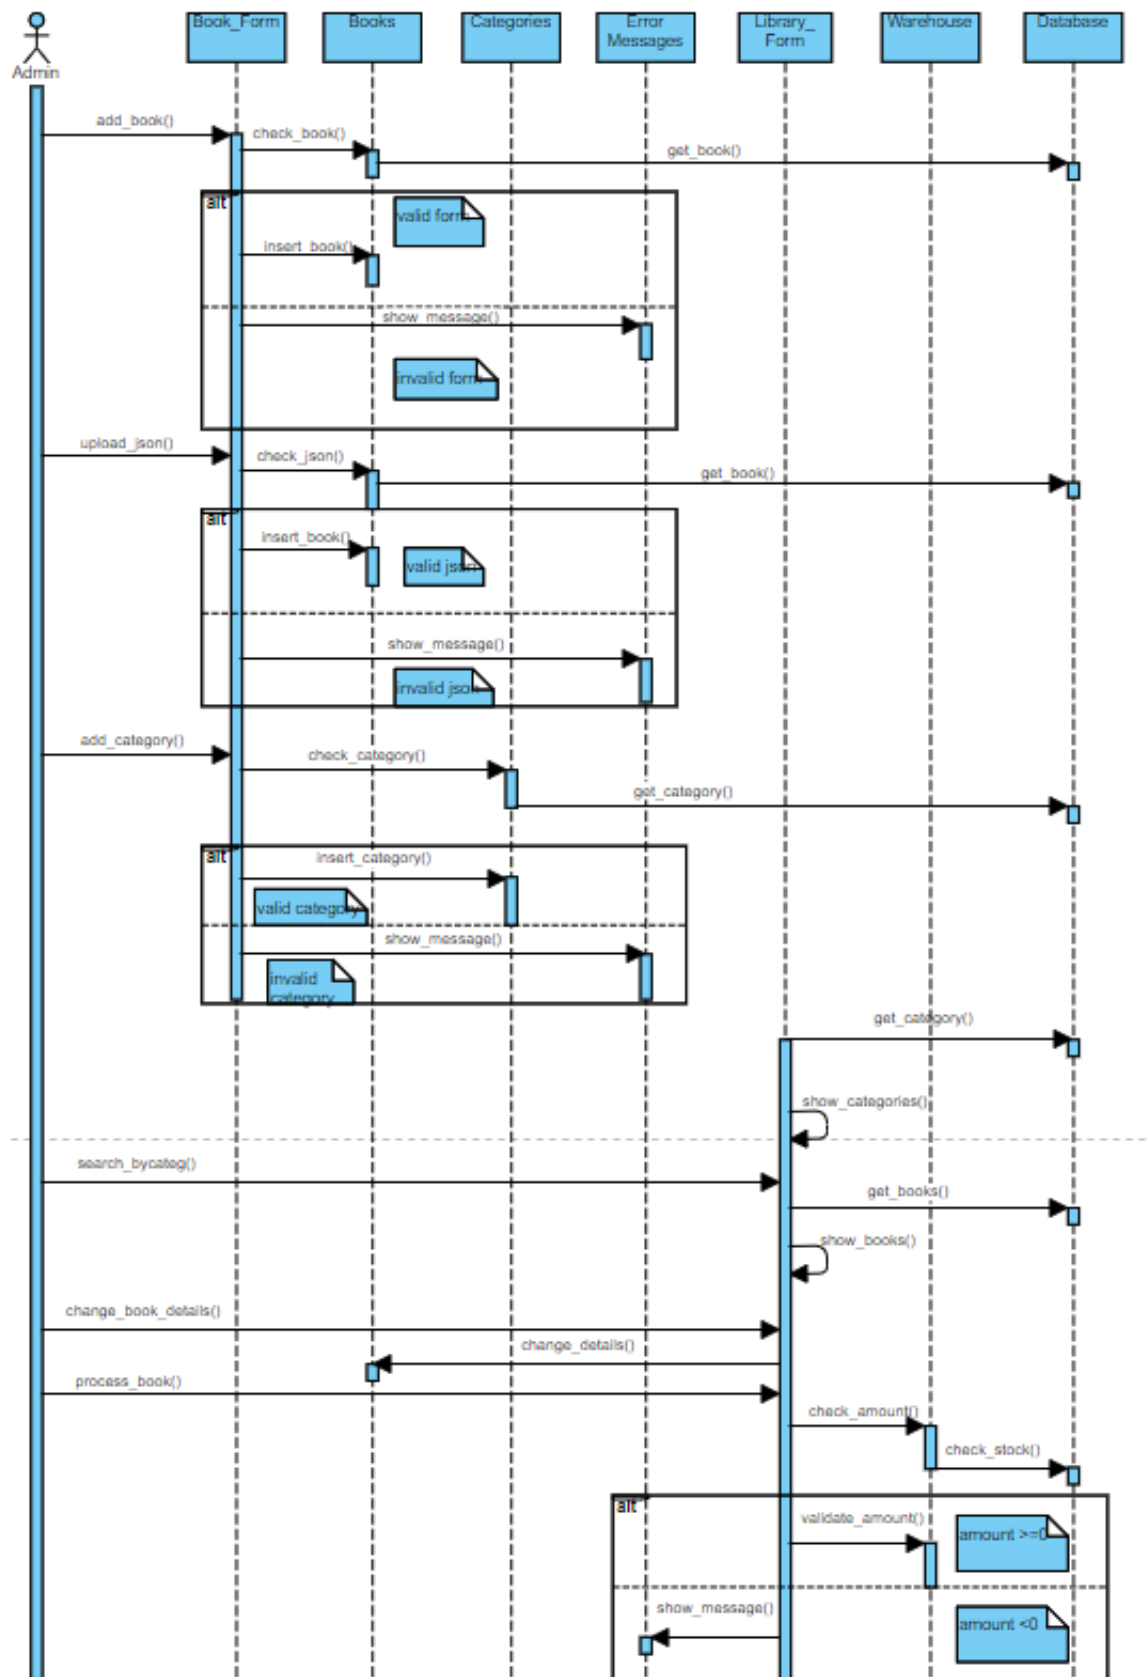 Book_Form
Books
Categories
Error
Messages
Library_
Form
Warehouse
Database
Admin
add_book()
check_book()
get_book()
alt
valid form
insert_book()
show_message()
invalid form
upload_json()
check_json()
get_book()
alt
insert_book()
valid json
show_message()
invalid json
add_category()
check_category()
get_category()
alt
insert_category()
valid category
show_message()
invalid
category
get_category()
show_categories()
search_bycateg()
get_books()
show_books()
change_book_details()
change_details()
process_book()
check_amount()
check_stock()
alt
validate_amount()
amount >=0
show_message()
amount <0